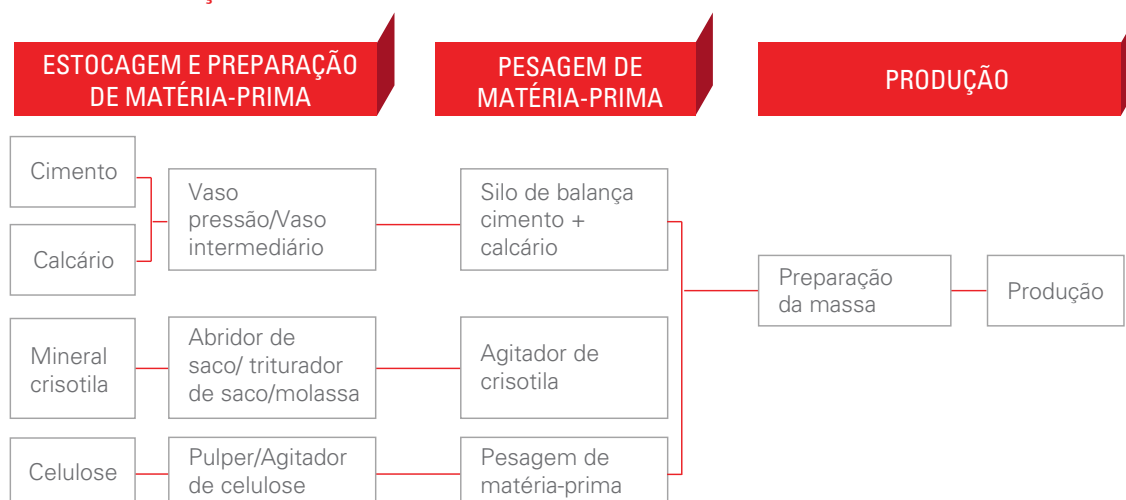 ESTOCAGEM E PREPARAÇÃO
DE MATÉRIA-PRIMA
PESAGEM DE
MATÉRIA-PRIMA
PRODUÇÃO
Cimento
Calcário
Vaso
pressão/Vaso
intermediário
Silo de balança
cimento +
calcário
Preparação
da massa
Produção
Mineral
crisotila
Abridor de
saco/ triturador
de saco/molassa
Agitador de
crisotila
Celulose
Pulper/Agitador
de celulose
Pesagem de
matéria-prima